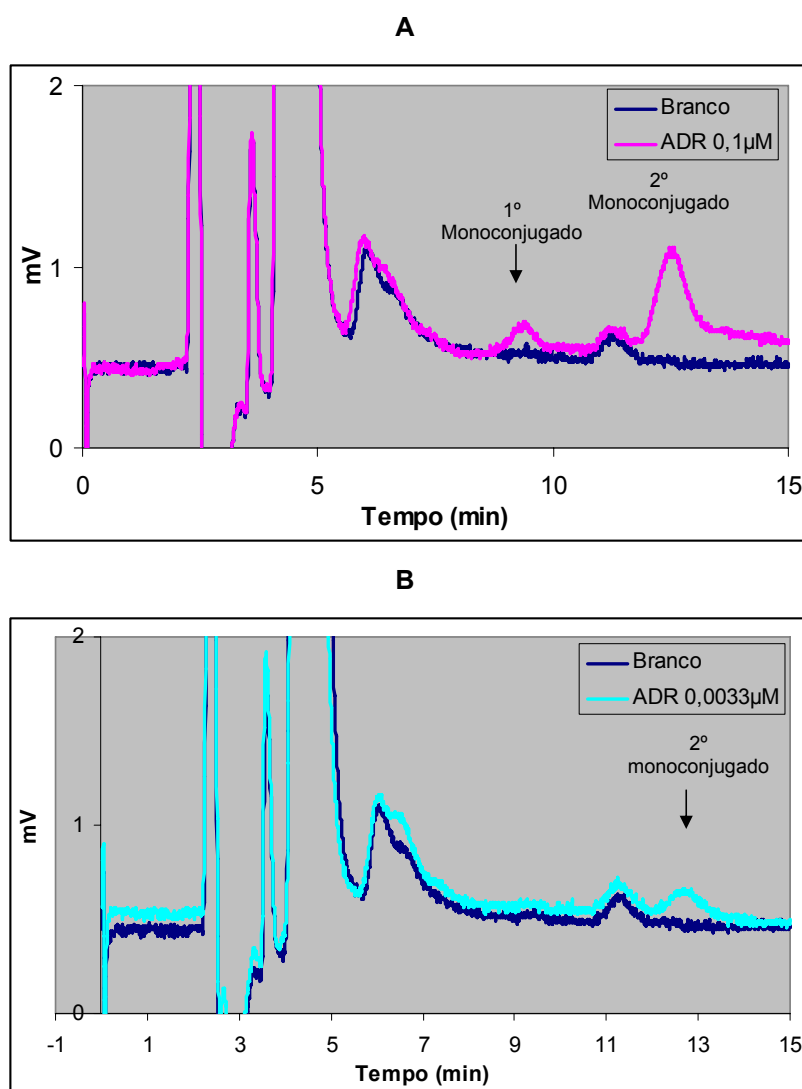 A
2
Branco
ADR 0,1µM
1º
Monoconjugado
2º
Monoconjugado
mV
1
0
0
5
10
15
Tempo (min)
B
2
Branco
ADR 0,0033µM
2º
monoconjugado
mV
1
0
-1
1
3
5
7
9
11
13
15
Tempo (min)